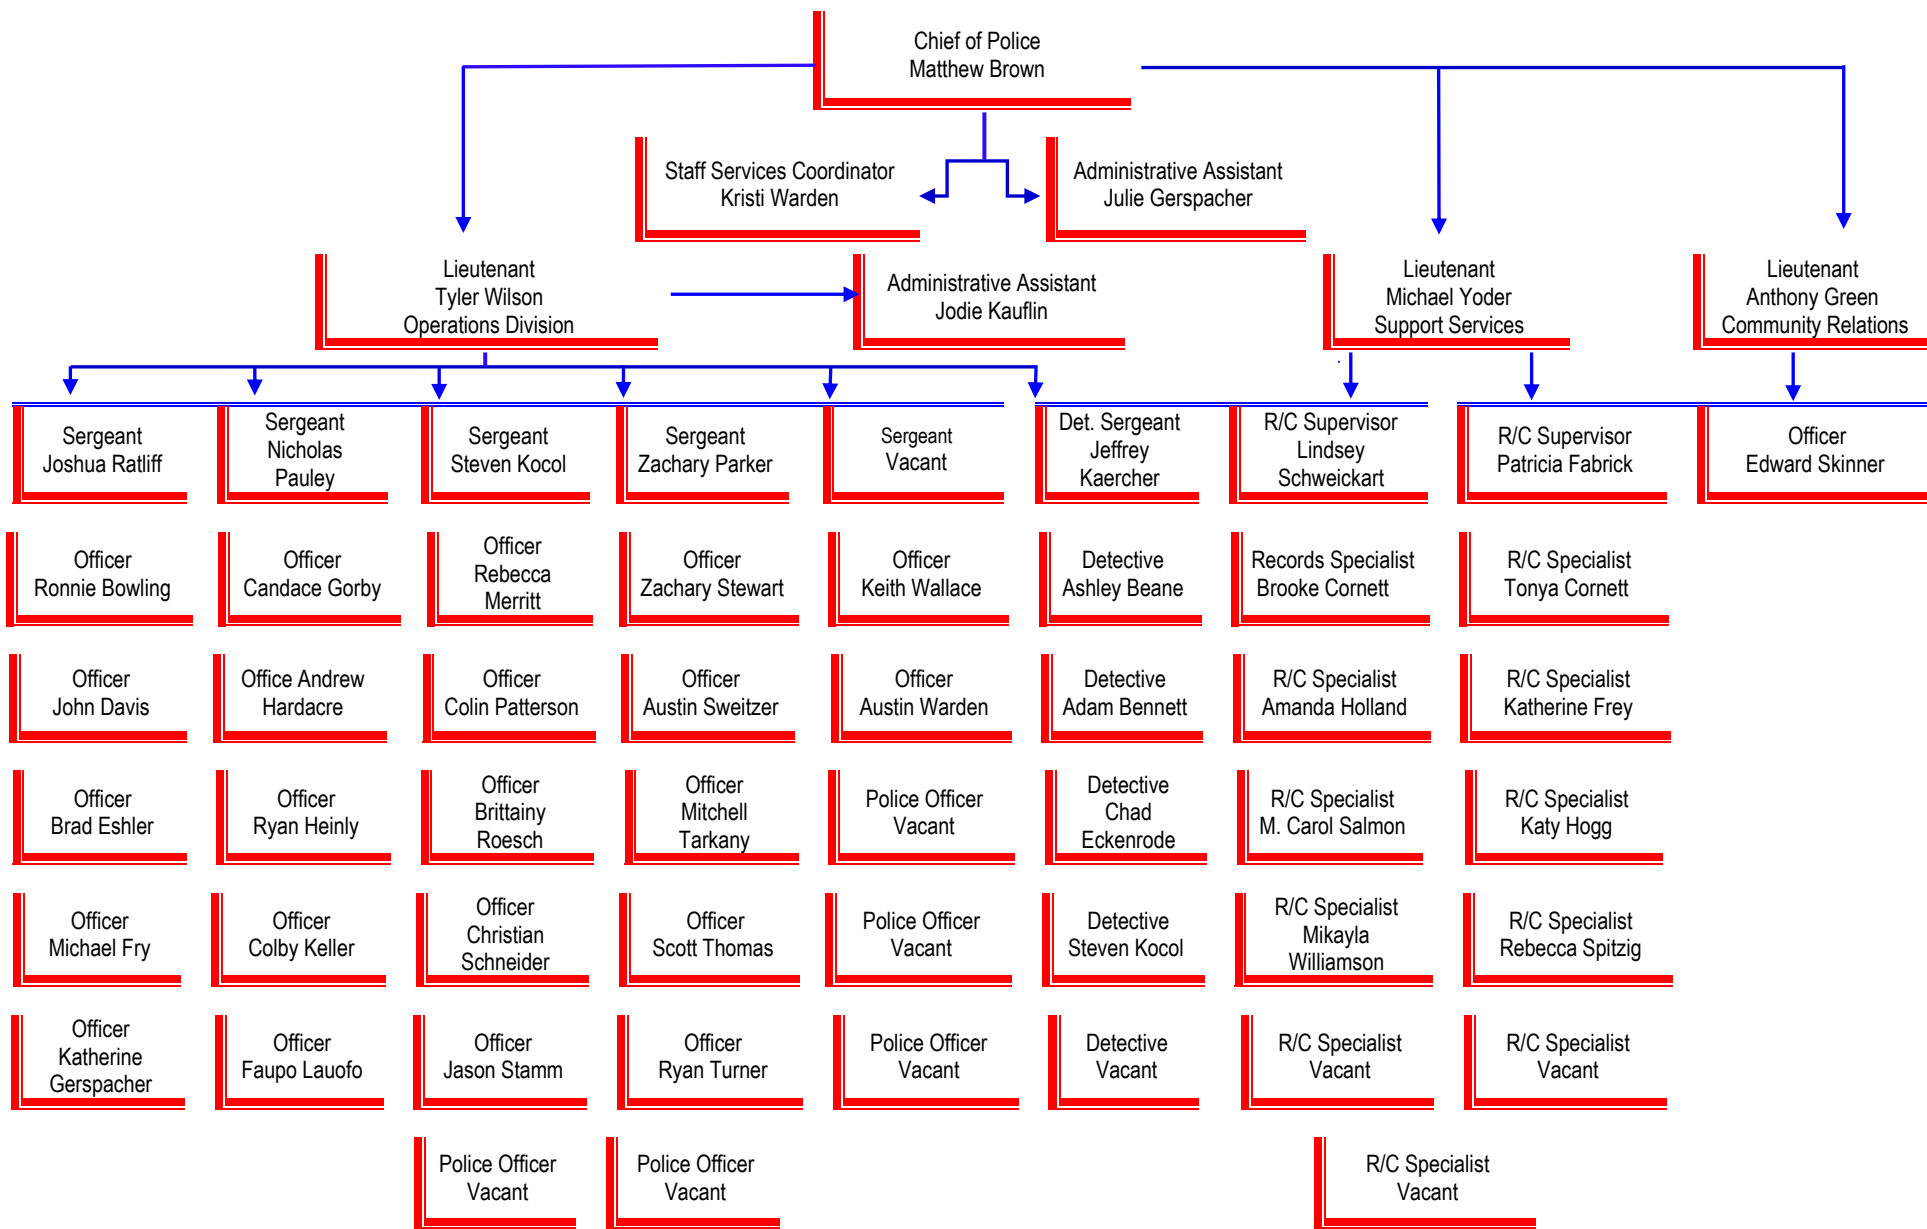 Chief of Police
Matthew Brown
Staff Services Coordinator
Kristi Warden
Administrative Assistant
Julie Gerspacher
Lieutenant
Tyler Wilson
Operations Division
Administrative Assistant
Jodie Kauflin
Lieutenant
Michael Yoder
Support Services
Lieutenant
Anthony Green
Community Relations
Sergeant
Joshua Ratliff
Sergeant
Nicholas
Pauley
Sergeant
Steven Kocol
Sergeant
Zachary Parker
Sergeant
Vacant
Det. Sergeant
Jeffrey
Kaercher
R/C Supervisor
Lindsey
Schweickart
R/C Supervisor
Patricia Fabrick
Officer
Edward Skinner
Officer
Ronnie Bowling
Officer
Candace Gorby
Officer
Rebecca
Merritt
Officer
Zachary Stewart
Officer
Keith Wallace
Detective
Ashley Beane
Records Specialist
Brooke Cornett
R/C Specialist
Tonya Cornett
Officer
John Davis
Office Andrew
Hardacre
Officer
Colin Patterson
Officer
Austin Sweitzer
Officer
Austin Warden
Detective
Adam Bennett
R/C Specialist
Amanda Holland
R/C Specialist
Katherine Frey
Officer
Brad Eshler
Officer
Ryan Heinly
Officer
Brittainy
Roesch
Officer
Mitchell
Tarkany
Police Officer
Vacant
Detective
Chad
Eckenrode
R/C Specialist
M. Carol Salmon
R/C Specialist
Katy Hogg
Officer
Michael Fry
Officer
Colby Keller
Officer
Christian
Schneider
Officer
Scott Thomas
Police Officer
Vacant
Detective
Steven Kocol
R/C Specialist
Mikayla
Williamson
R/C Specialist
Rebecca Spitzig
Officer
Katherine
Gerspacher
Officer
Faupo Lauofo
Officer
Jason Stamm
Officer
Ryan Turner
Police Officer
Vacant
Detective
Vacant
R/C Specialist
Vacant
R/C Specialist
Vacant
Police Officer
Vacant
Police Officer
Vacant
R/C Specialist
Vacant